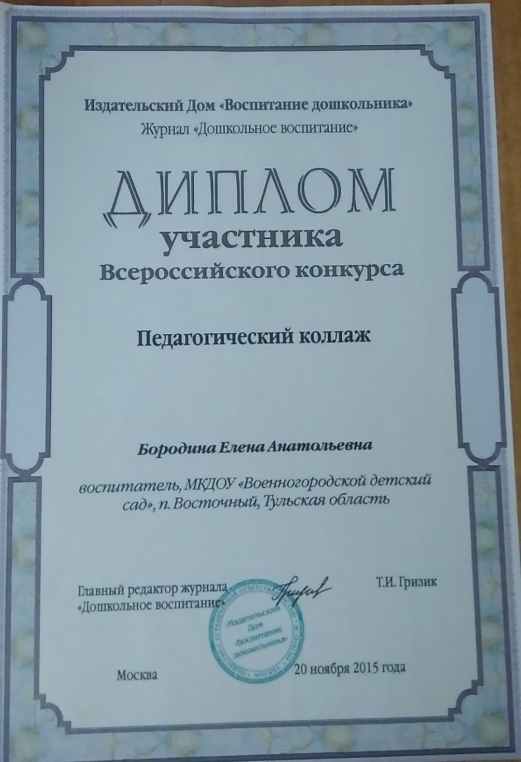 Издательский Дом «Воспитание дошкольника»
Журнал «Дошкольное воспитание»
ДИПЛОМ
участника
Всероссийского конкурса
Педагогический коллаж
Бородина Елена Анатольевна
воспитатель, МКДОУ «Военногородской детский
сад», п. Восточный, Тульская область
Главный редактор журнала
«Дошкольное воспитание»
Т.И. Гризик
«Издательский
Дом
«Воспитание
дошкольника»
Москва
20 ноября 2015 года